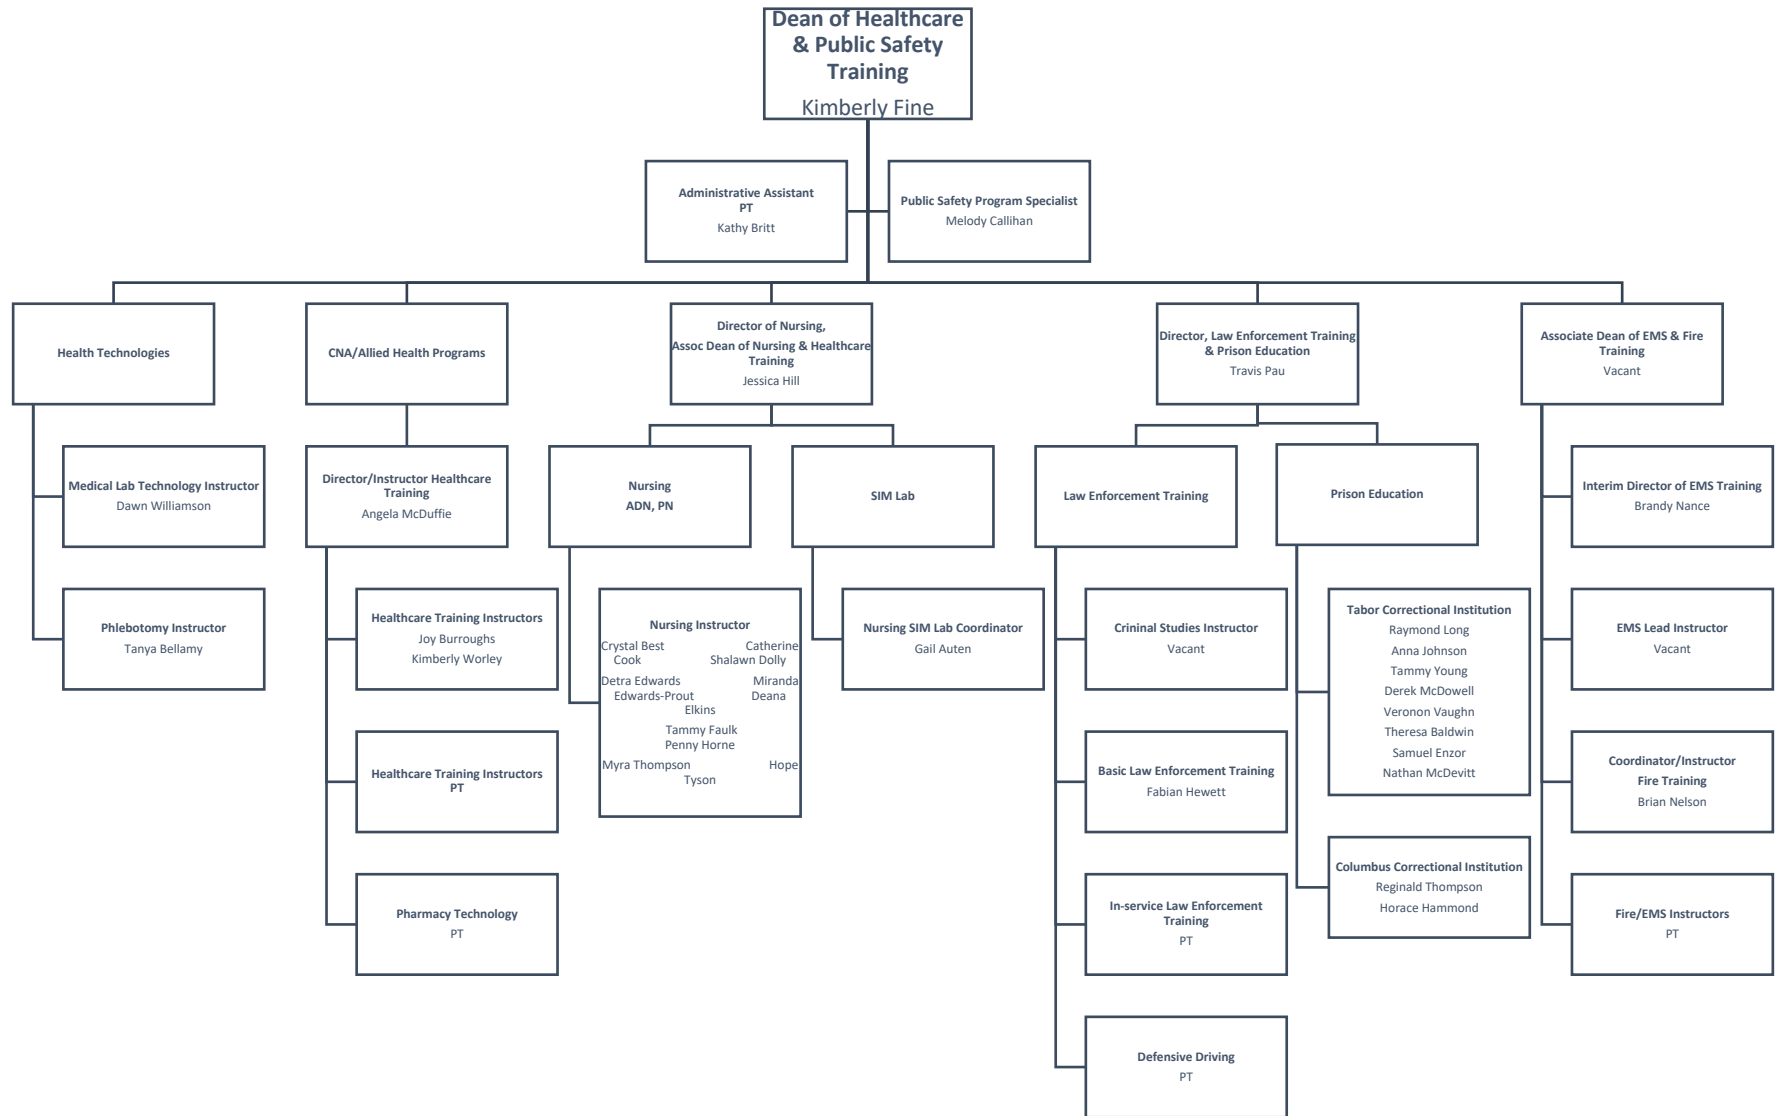 Dean of Healthcare
& Public Safety
Training
Kimberly Fine
Administrative Assistant
PT
Kathy Britt
Public Safety Program Specialist
Melody Callihan
Health Technologies
CNA/Allied Health Programs
Director of Nursing,
Assoc Dean of Nursing & Healthcare
Training
Jessica Hill
Director, Law Enforcement Training
& Prison Education
Travis Pau
Associate Dean of EMS & Fire
Training
Vacant
Medical Lab Technology Instructor
Dawn Williamson
Director/Instructor Healthcare
Training
Angela McDuffie
Nursing
ADN, PN
SIM Lab
Law Enforcement Training
Prison Education
Interim Director of EMS Training
Brandy Nance
Phlebotomy Instructor
Tanya Bellamy
Healthcare Training Instructors
Joy Burroughs
Kimberly Worley
Nursing Instructor
Crystal Best Catherine
Cook Shalawn Dolly
Detra Edwards Miranda
Edwards-Prout Deana
Elkins
Tammy Faulk
Penny Horne
Myra Thompson Hope
Tyson
Nursing SIM Lab Coordinator
Gail Auten
Criminal Studies Instructor
Vacant
Tabor Correctional Institution
Raymond Long
Anna Johnson
Tammy Young
Derek McDowell
Veronon Vaughn
Theresa Baldwin
Samuel Enzor
Nathan McDevitt
EMS Lead Instructor
Vacant
Healthcare Training Instructors
PT
Basic Law Enforcement Training
Fabian Hewett
Coordinator/Instructor
Fire Training
Brian Nelson
Pharmacy Technology
PT
In-service Law Enforcement
Training
PT
Columbus Correctional Institution
Reginald Thompson
Horace Hammond
Fire/EMS Instructors
PT
Defensive Driving
PT